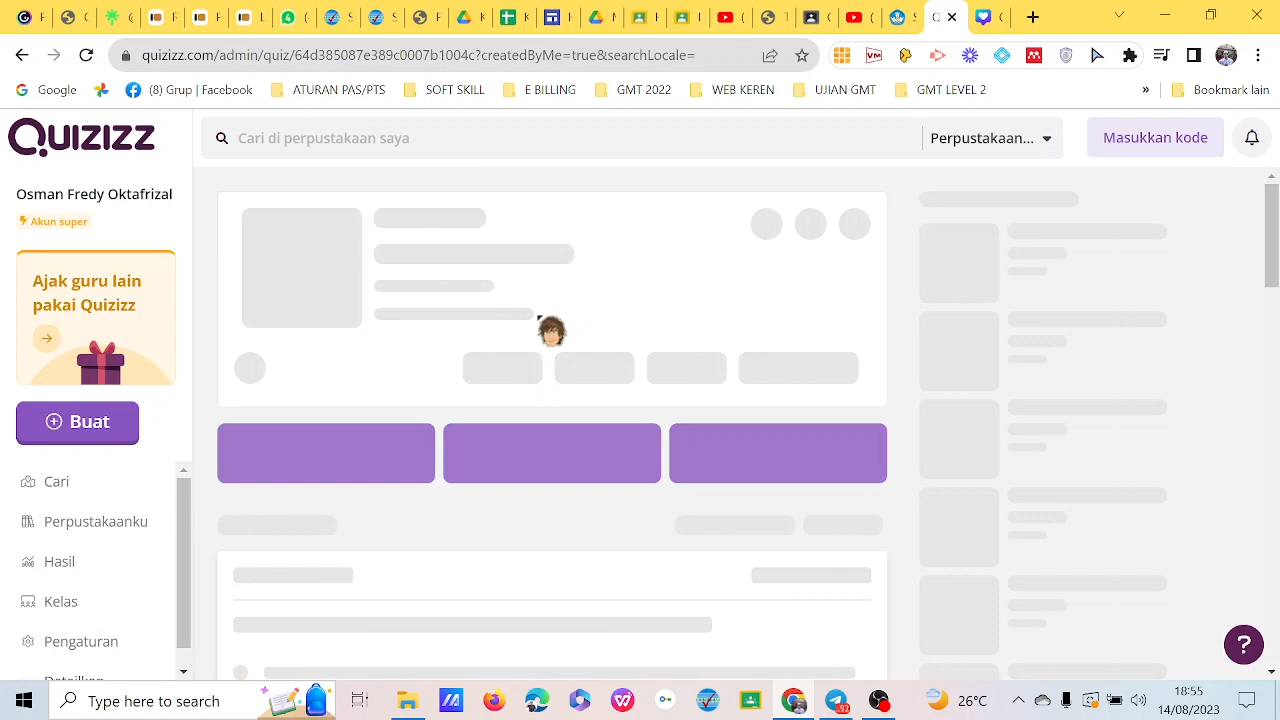 quizizz.com/admin/quiz/64d385087e389c0007b1004c?createdByMe=true&searchLocale=
Google
(8) Grup | Facebook
ATURAN PAS/PTS
SOFT SKILL
E BILLING
GMT 2022
WEB KEREN
UJIAN GMT
GMT LEVEL 2
»
Bookmark lain
Quizizz
Cari di perpustakaan saya
Perpustakaan...
Masukkan kode
Osman Fredy Oktafrizal
Akun super
Ajak guru lain
pakai Quizizz
Buat
Cari
Perpustakaanku
Hasil
Kelas
Pengaturan
?
Type here to search
92
26°C
18:55
14/08/2023